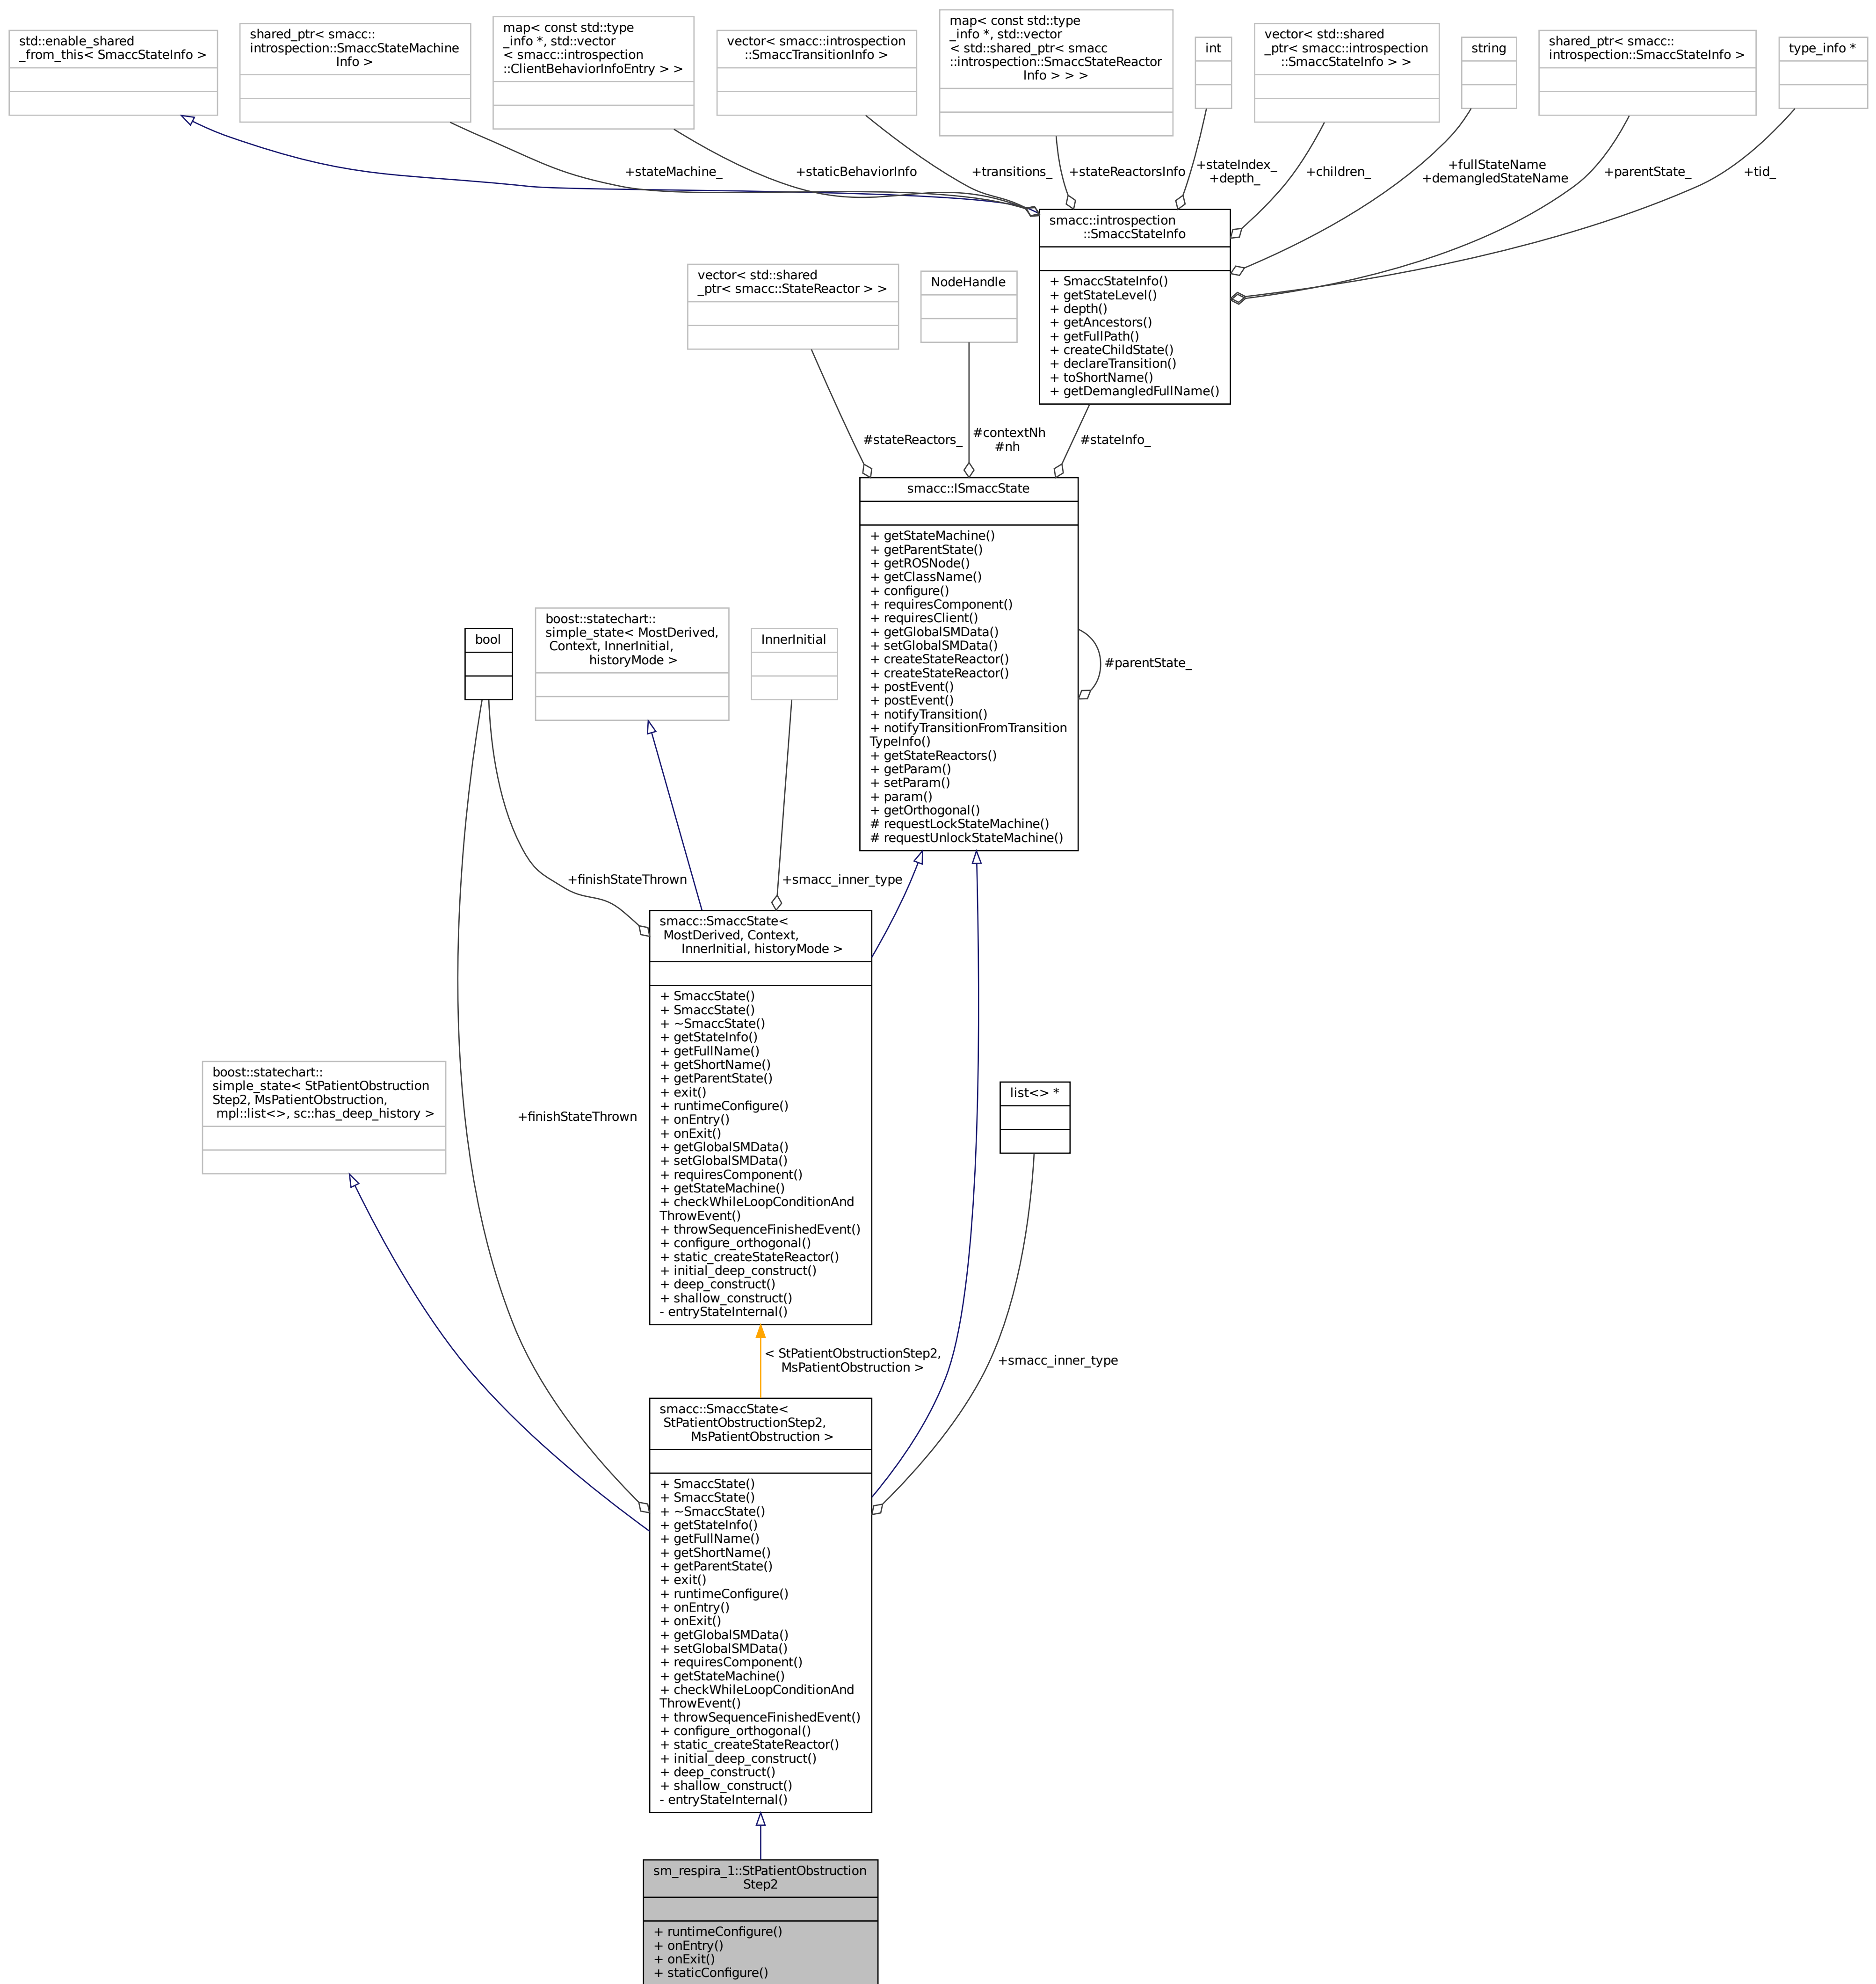 std::enable_shared
_from_this< SmaccStateInfo >
shared_ptr< smacc::
introspection::SmaccStateMachine
Info >
map< const std::type
_info *, std::vector
< smacc::introspection
::ClientBehaviorInfoEntry > >
vector< smacc::introspection
::SmaccTransitionInfo >
map< const std::type
_info *, std::vector
< std::shared_ptr< smacc
::introspection::SmaccStateReactor
Info > > >
int
vector< std::shared
_ptr< smacc::introspection
::SmaccStateInfo > >
string
shared_ptr< smacc::
introspection::SmaccStateInfo >
type_info *
+stateMachine_
+staticBehaviorInfo
+transitions_
+stateReactorsInfo
+stateIndex_
+depth_
+children_
+fullStateName
+demangledStateName
+parentState_
+tid_
smacc::introspection
::SmaccStateInfo
+ SmaccStateInfo()
+ getStateLevel()
+ depth()
+ getAncestors()
+ getFullPath()
+ createChildState()
+ declareTransition()
+ toShortName()
+ getDemangledFullName()
vector< std::shared
_ptr< smacc::StateReactor > >
NodeHandle
#stateReactors_
#contextNh
#nh
#stateInfo_
smacc::ISmaccState
+ getStateMachine()
+ getParentState()
+ getROSNode()
+ getClassName()
+ configure()
+ requiresComponent()
+ requiresClient()
+ getGlobalSMData()
+ setGlobalSMData()
+ createStateReactor()
+ createStateReactor()
+ postEvent()
+ postEvent()
+ notifyTransition()
+ notifyTransitionFromTransition
TypeInfo()
+ getStateReactors()
+ getParam()
+ setParam()
+ param()
+ getOrthogonal()
# requestLockStateMachine()
# requestUnlockStateMachine()
#parentState_
bool
boost::statechart::
simple_state< MostDerived,
Context, InnerInitial,
historyMode >
InnerInitial
+finishStateThrown
+smacc_inner_type
smacc::SmaccState<
MostDerived, Context,
InnerInitial, historyMode >
+ SmaccState()
+ SmaccState()
+ ~SmaccState()
+ getStateInfo()
+ getFullName()
+ getShortName()
+ getParentState()
+ exit()
+ runtimeConfigure()
+ onEntry()
+ onExit()
+ getGlobalSMData()
+ setGlobalSMData()
+ requiresComponent()
+ getStateMachine()
+ checkWhileLoopConditionAnd
ThrowEvent()
+ throwSequenceFinishedEvent()
+ configure_orthogonal()
+ static_createStateReactor()
+ initial_deep_construct()
+ deep_construct()
+ shallow_construct()
- entryStateInternal()
boost::statechart::
simple_state< StPatientObstruction
Step2, MsPatientObstruction,
mpl::list<>, sc::has_deep_history >
+finishStateThrown
list<> *
< StPatientObstructionStep2,
MsPatientObstruction >
+smacc_inner_type
smacc::SmaccState<
StPatientObstructionStep2,
MsPatientObstruction >
+ SmaccState()
+ SmaccState()
+ ~SmaccState()
+ getStateInfo()
+ getFullName()
+ getShortName()
+ getParentState()
+ exit()
+ runtimeConfigure()
+ onEntry()
+ onExit()
+ getGlobalSMData()
+ setGlobalSMData()
+ requiresComponent()
+ getStateMachine()
+ checkWhileLoopConditionAnd
ThrowEvent()
+ throwSequenceFinishedEvent()
+ configure_orthogonal()
+ static_createStateReactor()
+ initial_deep_construct()
+ deep_construct()
+ shallow_construct()
- entryStateInternal()
sm_respira_1::StPatientObstruction
Step2
+ runtimeConfigure()
+ onEntry()
+ onExit()
+ staticConfigure()